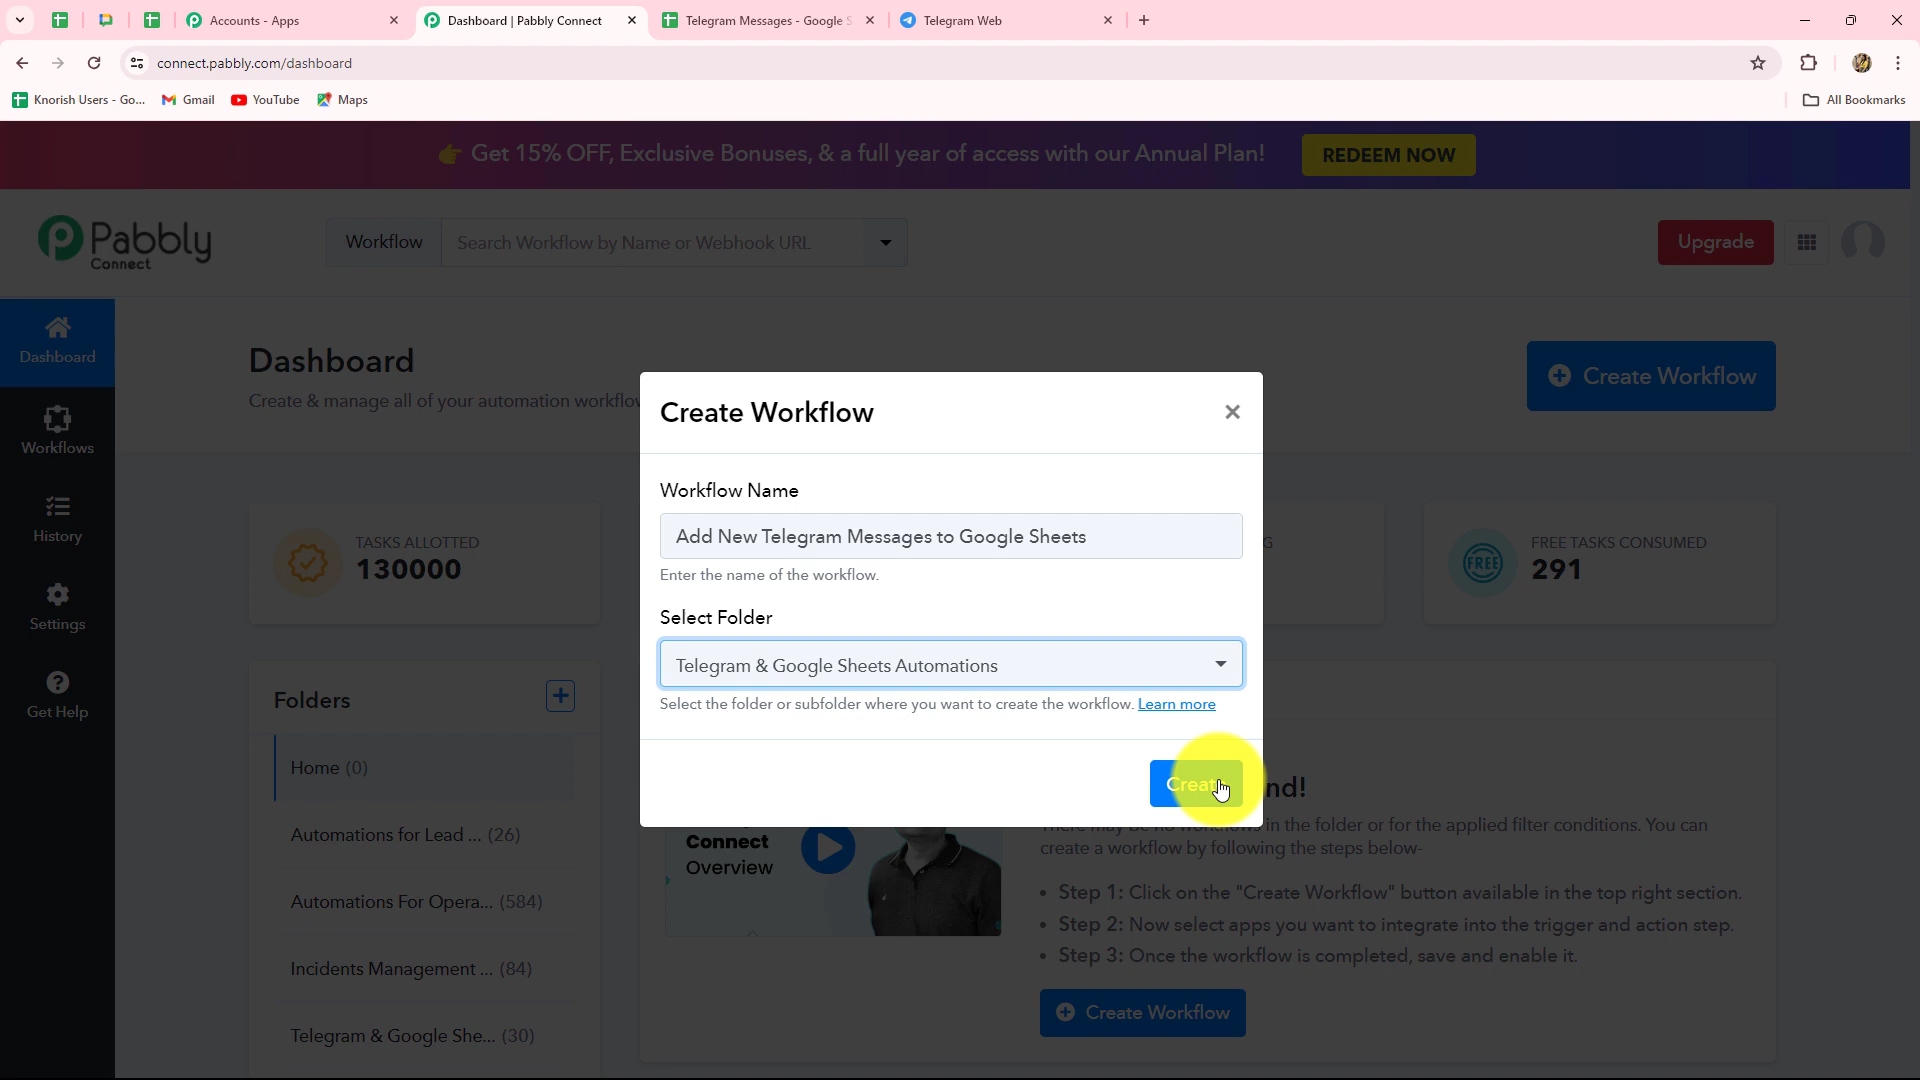 Accounts - Apps
Dashboard | Pabbly Connect
Telegram Messages - Google S
Telegram Web
connect.pabbly.com/dashboard
Knorish Users - Go...
Gmail
YouTube
Maps
All Bookmarks
Get 15% OFF, Exclusive Bonuses, & a full year of access with our Annual Plan!
REDEEM NOW
Pabbly
Connect
Workflow
Search Workflow by Name or Webhook URL
Upgrade
Dashboard
Workflows
History
Settings
Get Help
Dashboard
Create & manage all of your automation
Create Workflow
TASKS ALLOTTED
130000
G
FREE TASKS CONSUMED
FREE
291
Create Workflow
Workflow Name
Add New Telegram Messages to Google Sheets
Enter the name of the workflow.
Select Folder
Telegram & Google Sheets Automations
Select the folder or subfolder where you want to create the workflow. Learn more
Create
Folders
Home (0)
Automations for Lead ... (26)
Automations For Opera... (584)
Incidents Management ... (84)
Telegram & Google She... (30)
Connect
Overview
nd!
in the folder or for the applied filter conditions. You can
create a workflow by following the steps below-
• Step 1: Click on the "Create Workflow" button available in the top right section.
• Step 2: Now select apps you want to integrate into the trigger and action step.
• Step 3: Once the workflow is completed, save and enable it.
Create Workflow